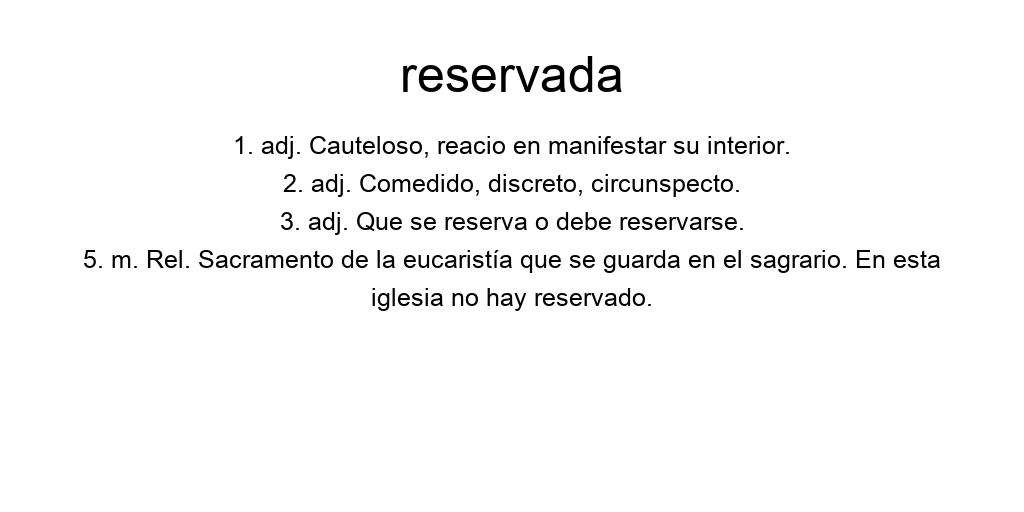 reservada
1. adj. Cauteloso, reacio en manifestar su interior.
2. adj. Comedido, discreto, circunspecto.
3. adj. Que se reserva o debe reservarse.
5. m. Rel. Sacramento de la eucaristía que se guarda en el sagrario. En esta
iglesia no hay reservado.